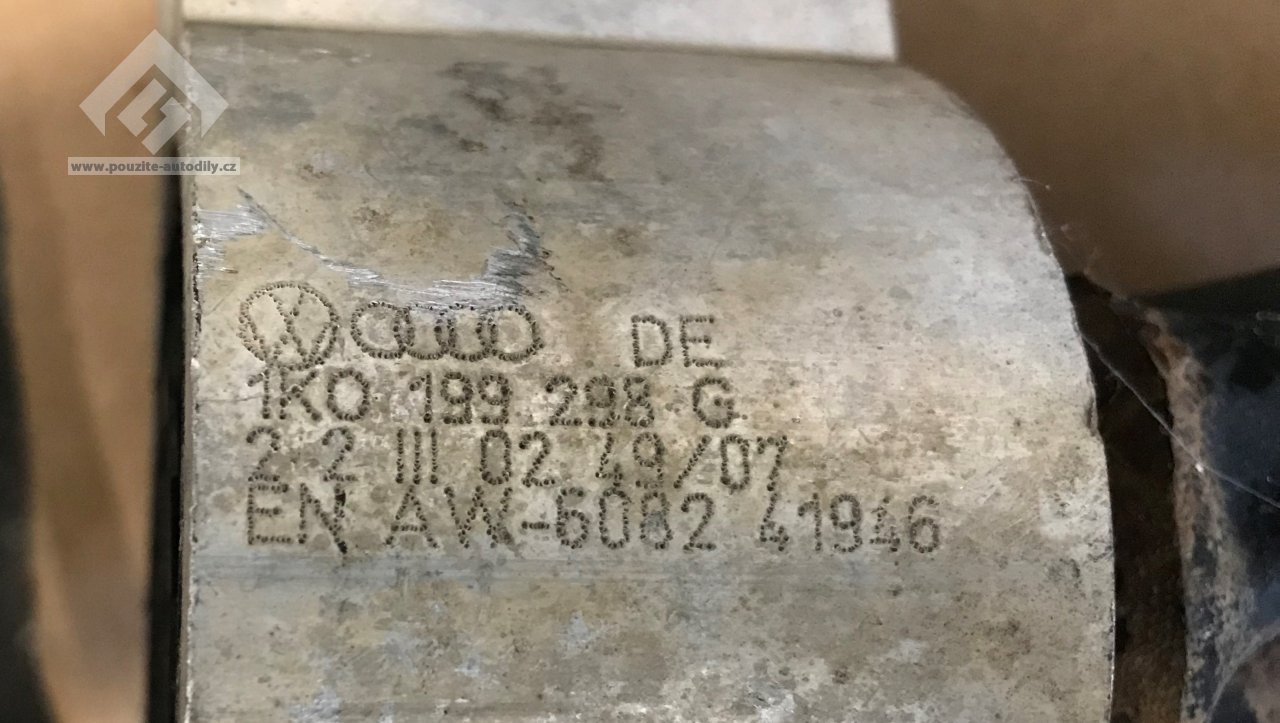 www.pouzite-autodily.cz
DE
1K0 199 298 G
2 2 III 02 49/07
EN AW-6082 41946